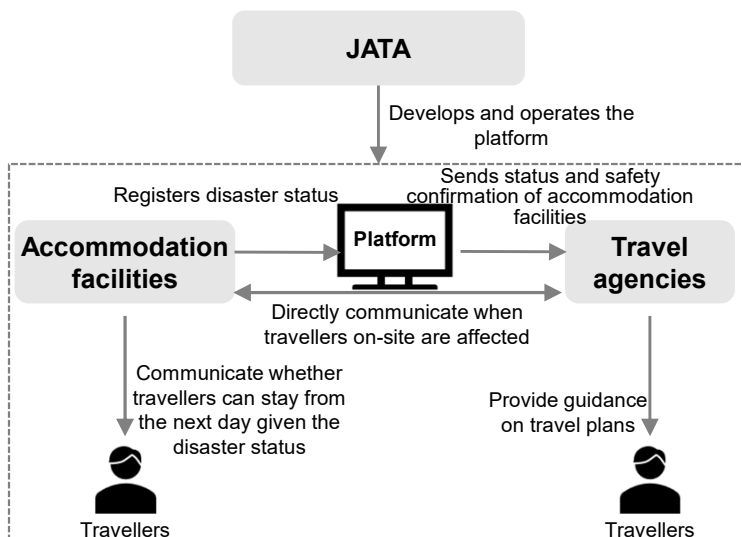 JATA
Develops and operates the
platform
Registers disaster status
Sends status and safety
confirmation of accommodation
facilities
Accommodation
facilities
Platform
Travel
agencies
Directly communicate when
travellers on-site are affected
Communicate whether
travellers can stay from
the next day given the
disaster status
Provide guidance
on travel plans
Travellers
Travellers